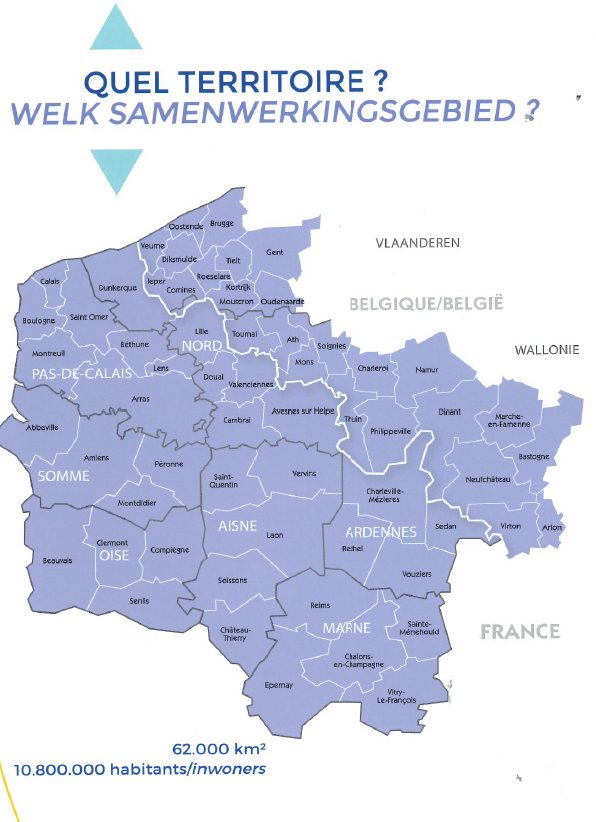 QUEL TERRITOIRE ?
WELK SAMENWERKINGSGEBIED ?
VLAANDEREN
BELGIQUE/BELGIË
WALLONIE
FRANCE
Oostende
Brugge
Veurne
Diksmuide
Tielt
Gent
Roeselare
Ieper
Comines
Kortrijk
Mouscron
Oudenaarde
Calais
Dunkerque
Saint Omer
Boulogne
Montreuil
Béthune
Lens
PAS-DE-CALAIS
Arras
Lille
NORD
Douai
Valenciennes
Cambrai
Avesnes sur Helpe
Tournai
Ath
Mons
Soignies
Charleroi
Namur
Thuin
Philippeville
Dinant
Marche-
en-Famenne
Bastogne
Neufchâteau
Virton
Arlon
Abbeville
Amiens
SOMME
Péronne
Montdidier
Saint-
Quentin
Vervins
AISNE
Laon
Soissons
Château-
Thierry
Charleville-
Mézières
ARDENNES
Sedan
Rethel
Vouziers
Beauvais
Clermont
OISE
Compiègne
Senlis
Reims
MARNE
Sainte-
Ménehould
Chalons-
en-Champagne
Epernay
Vitry-
Le-François
62.000 km²
10.800.000 habitants/inwoners